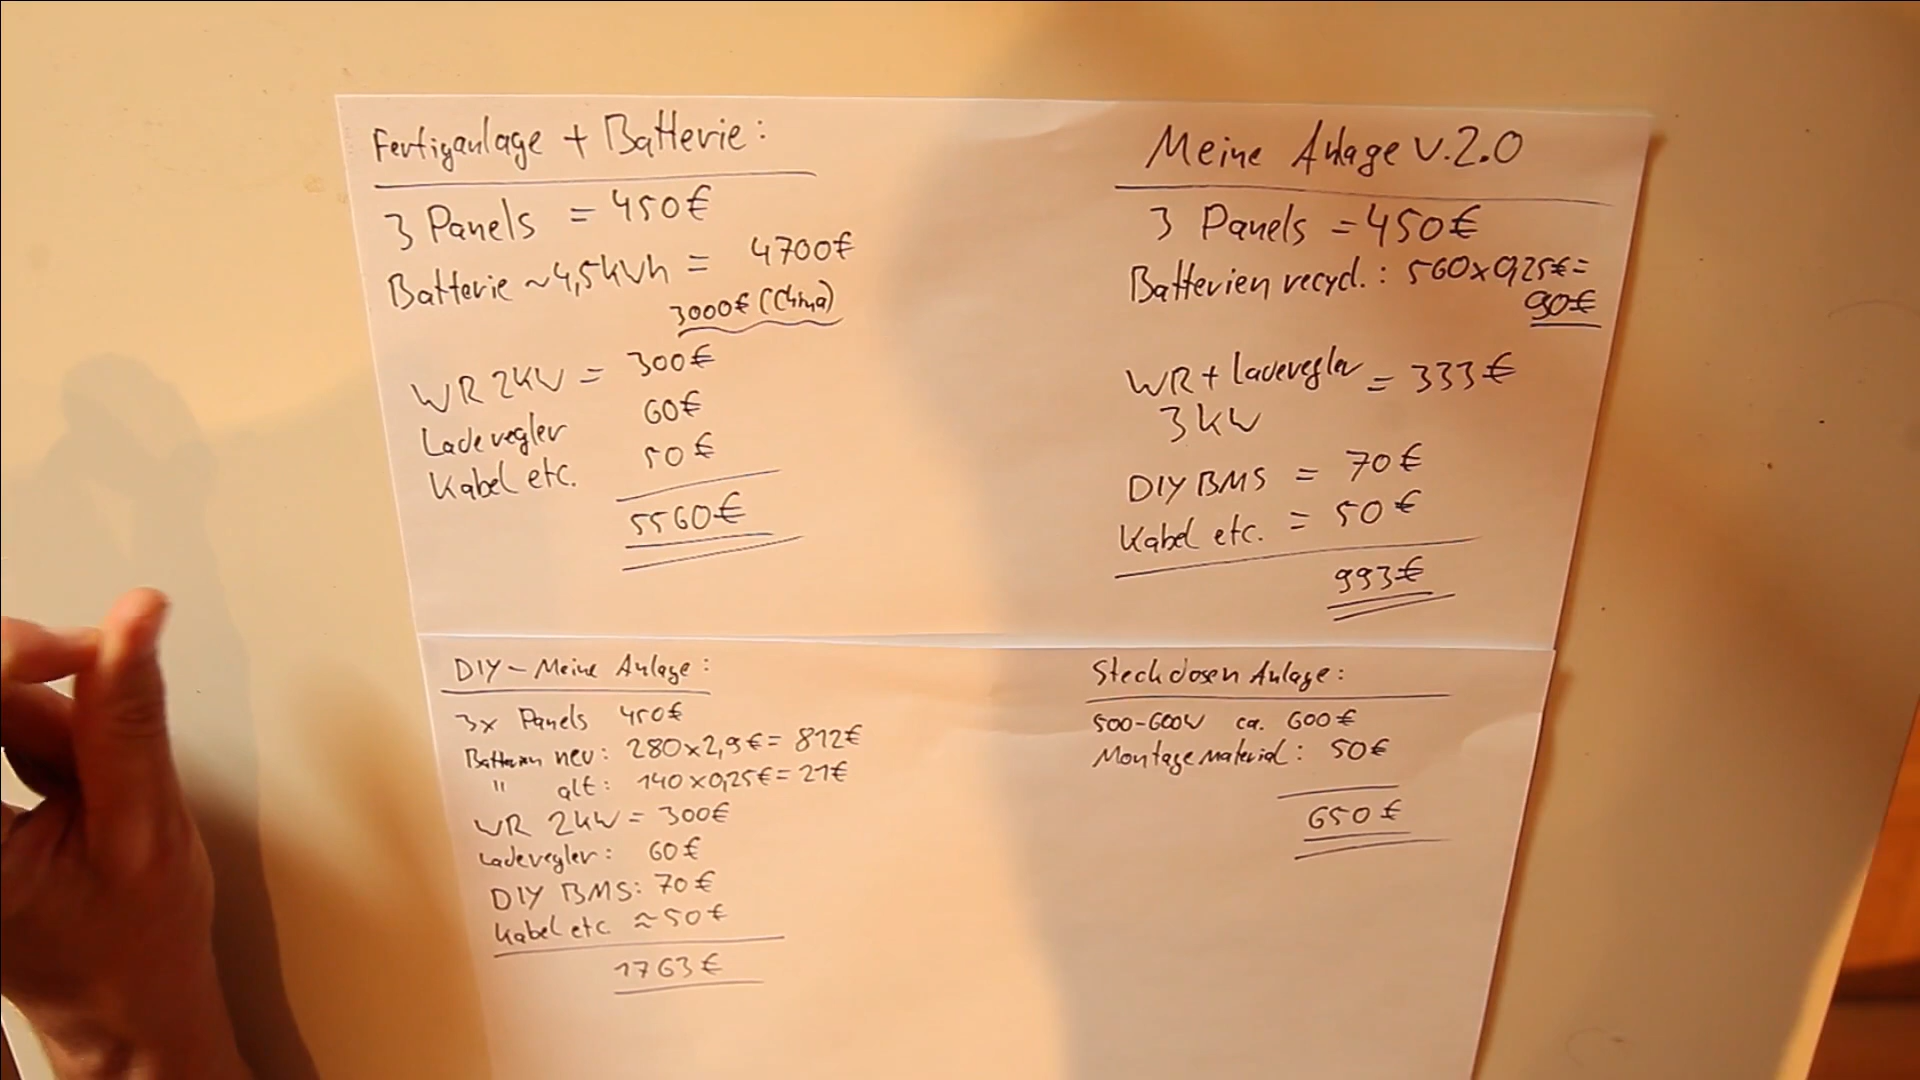 Fertiganlage + Batterie:
3 Panels = 450€
Batterie ~4,5kWh = 4700€
3000€ (China)
WR 2KW = 300€
Laderegler 60€
Kabel etc. 50€
5560€
Meine Anlage V.2.0
3 Panels = 450€
Batterien recycl.: 560x0,25€=
90€
WR + Laderegler = 333€
3kW
DIY BMS = 70€
Kabel etc. = 50€
993€
DIY - Meine Anlage:
3x Panels 450€
Batterien neu: 280x2,9€= 812€
" alt: 140x0,25€= 21€
WR 2kW = 300€
Laderegler: 60€
DIY BMS: 70€
Kabel etc. ≈50€
1763€
Steckdosen Anlage:
500-600W ca. 600€
Montagematerial: 50€
650€